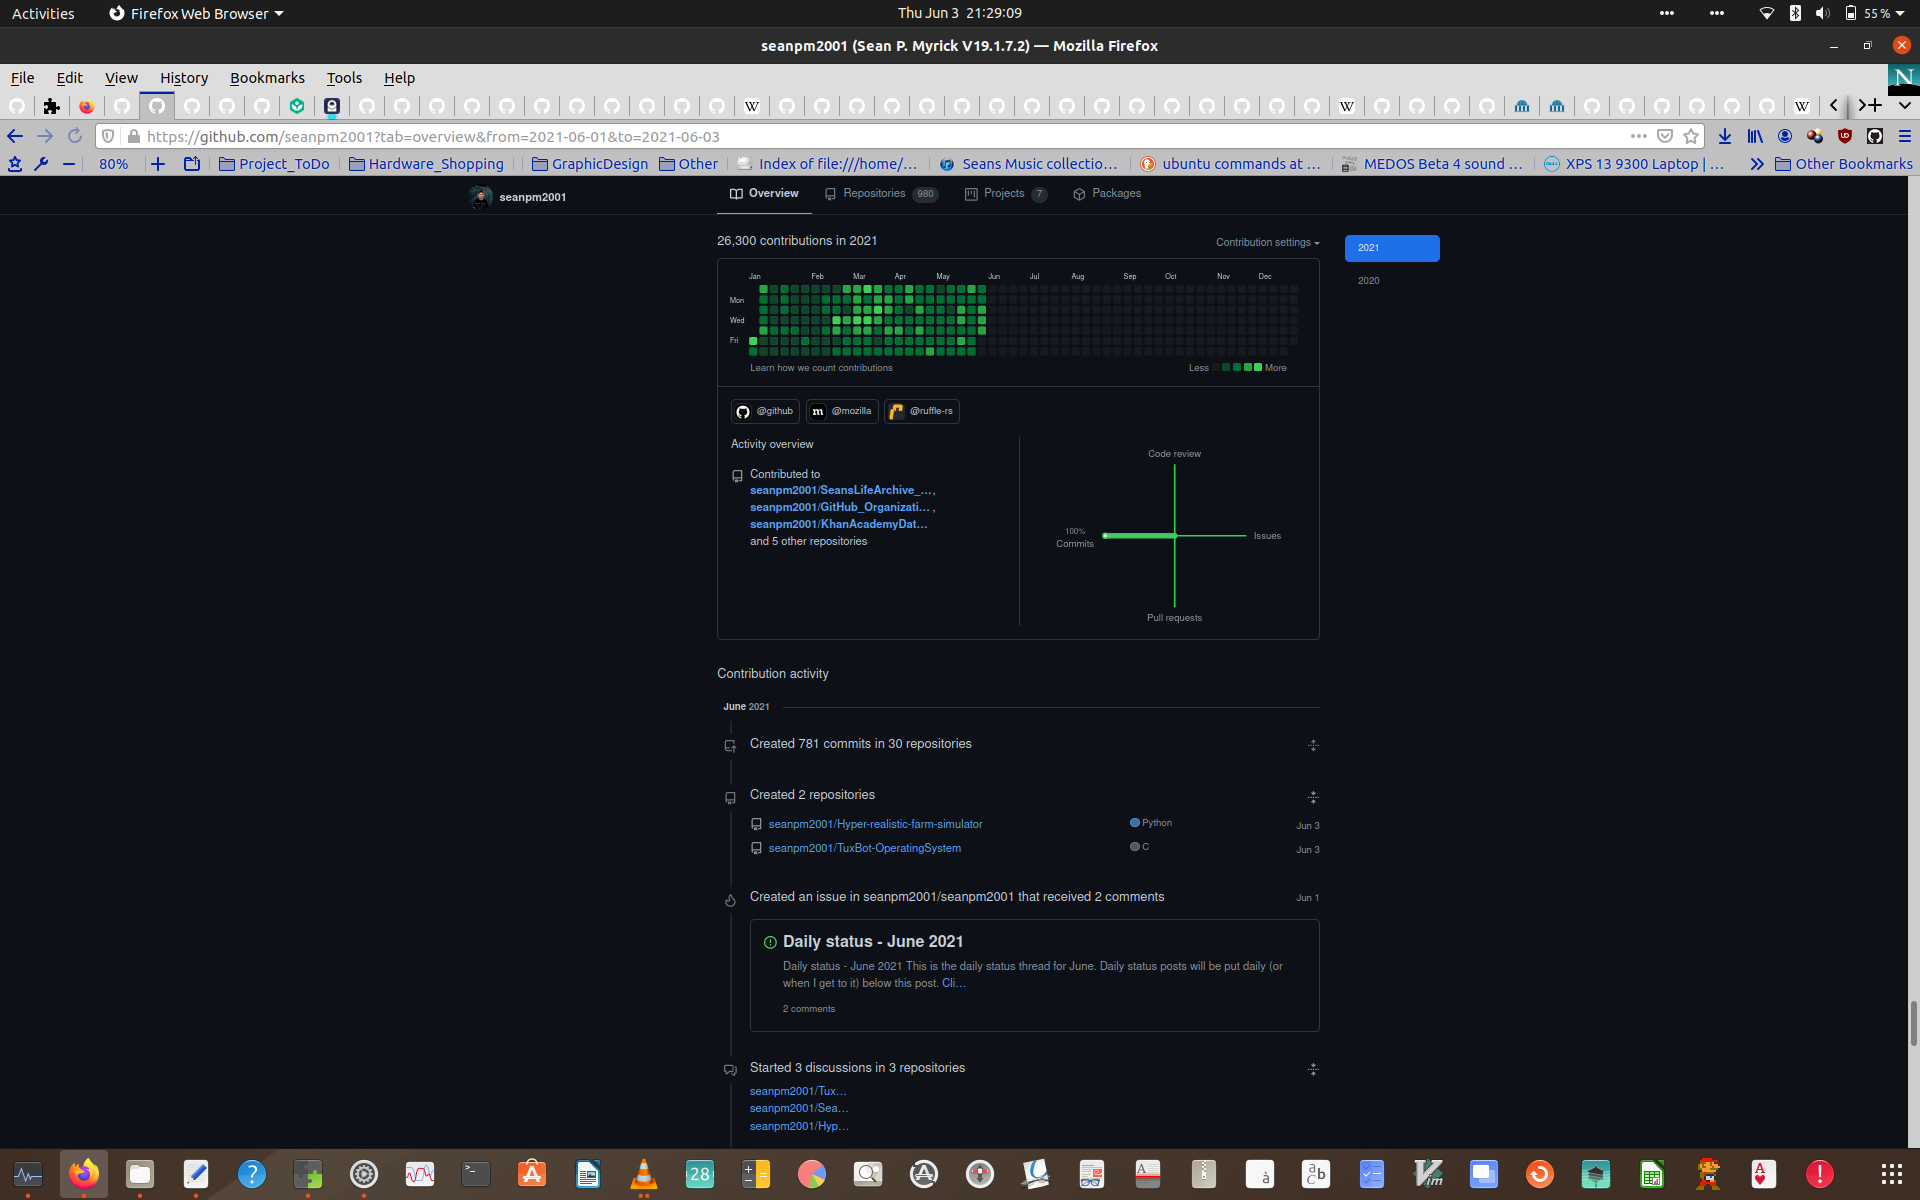 Activities
Firefox Web Browser
Thu Jun 3 21:29:09
55 %
seanpm2001 (Sean P. Myrick V19.1.7.2) — Mozilla Firefox
File Edit View History Bookmarks Tools Help
https://github.com/seanpm2001?tab=overview&from=2021-06-01&to=2021-06-03
80%
Project_ToDo
Hardware_Shopping
GraphicDesign
Other
Index of file:///home/…
Seans Music collectio…
ubuntu commands at …
MEDOS Beta 4 sound …
XPS 13 9300 Laptop | …
Other Bookmarks
seanpm2001
Overview
Repositories 980
Projects 7
Packages
26,300 contributions in 2021
Contribution settings
2021
2020
Jan Feb Mar Apr May Jun Jul Aug Sep Oct Nov Dec
Mon
Wed
Fri
Learn how we count contributions
Less More
@github
@mozilla
@ruffle-rs
Activity overview
Contributed to
seanpm2001/SeansLifeArchive_… ,
seanpm2001/GitHub_Organizati… ,
seanpm2001/KhanAcademyDat…
and 5 other repositories
Code review
100%
Commits
Issues
Pull requests
Contribution activity
June 2021
Created 781 commits in 30 repositories
Created 2 repositories
seanpm2001/Hyper-realistic-farm-simulator Python Jun 3
seanpm2001/TuxBot-OperatingSystem C Jun 3
Created an issue in seanpm2001/seanpm2001 that received 2 comments Jun 1
Daily status - June 2021
Daily status - June 2021 This is the daily status thread for June. Daily status posts will be put daily (or
when I get to it) below this post. Cli…
2 comments
Started 3 discussions in 3 repositories
seanpm2001/Tux…
seanpm2001/Sea…
seanpm2001/Hyp…
28